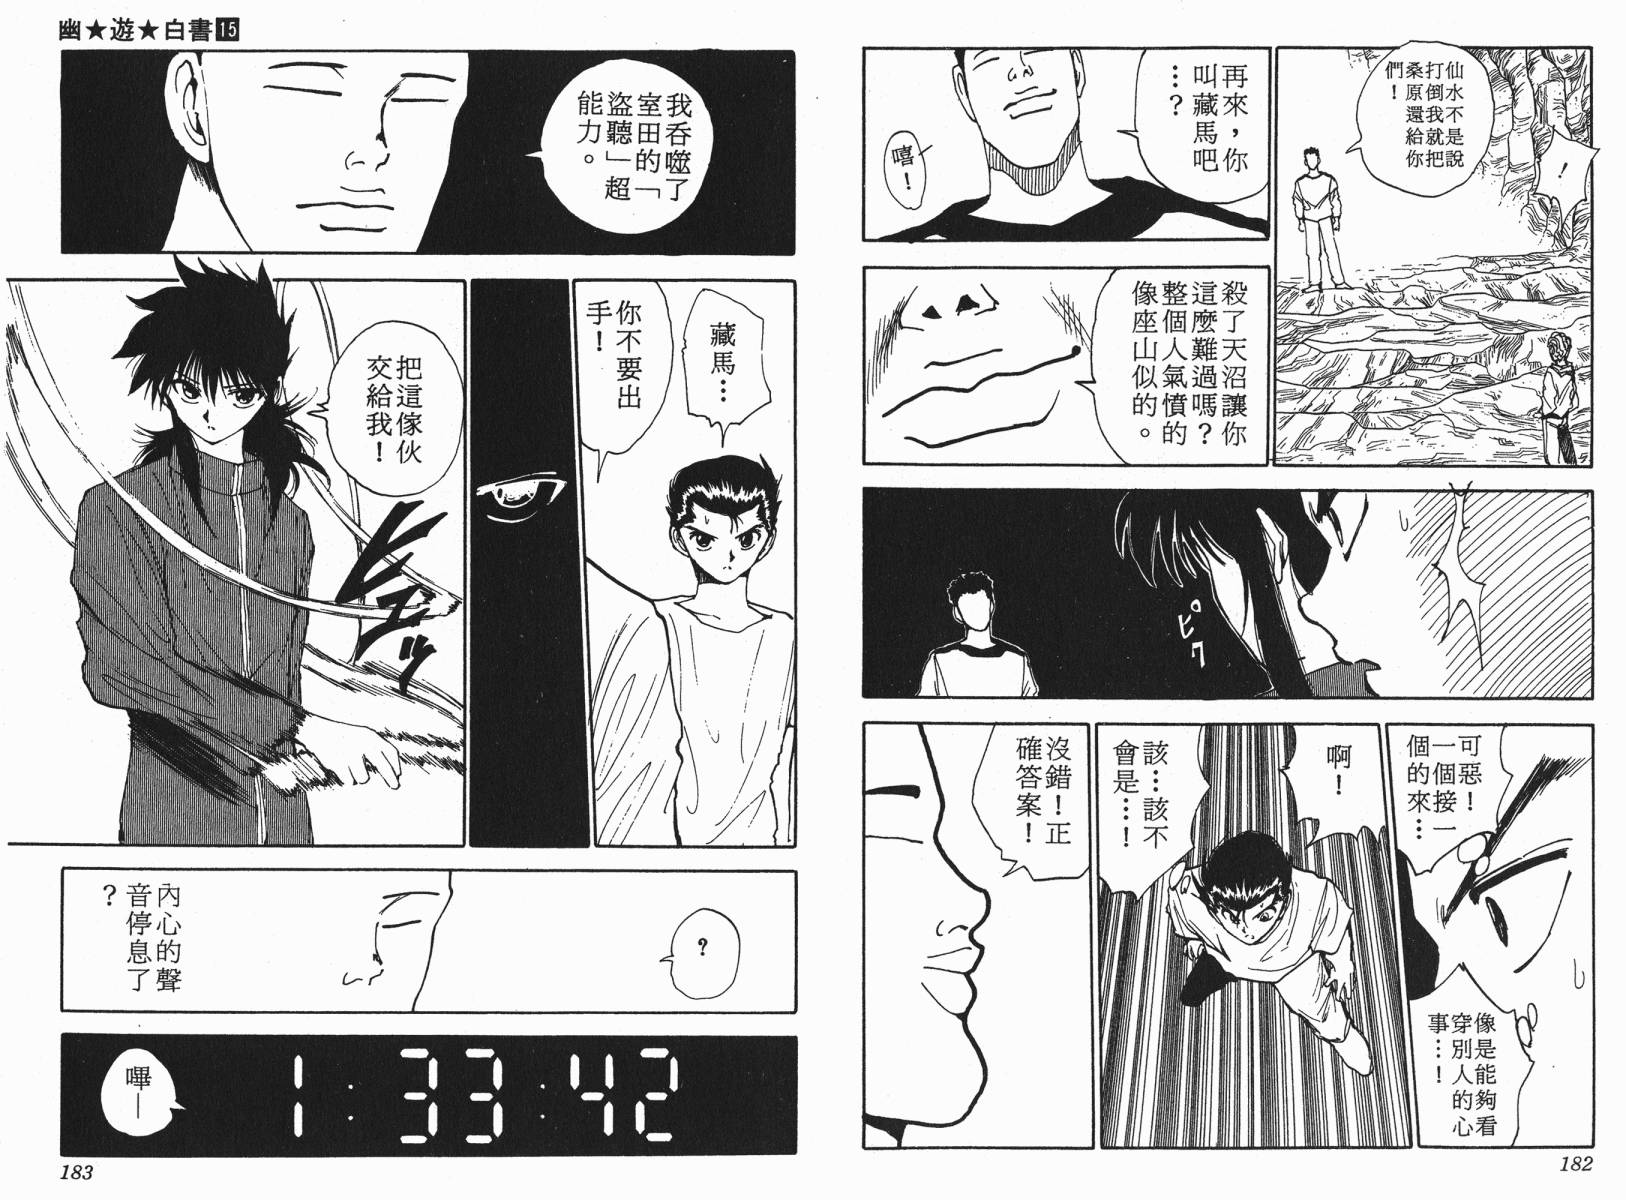 仙水不是說
打倒我就把
桑原還給你
們！
！
再來，你
叫藏馬吧
…？
嘻！
殺了天沼讓你
這麼難過嗎？
整個人氣憤的
像座山似的。
ピク
可惡！
一個接一
個的來…
像是能夠看
穿別人的心
事…！
啊！
該…該不
會是…！
沒錯！正
確答案！
182
幽★遊★白書15
我吞噬了
室田的「
盜聽」超
能力。
藏馬…
你不要出
手！
把這傢伙
交給我！
？
內心的聲
音停息了
？
1:33:42
嗶—
183